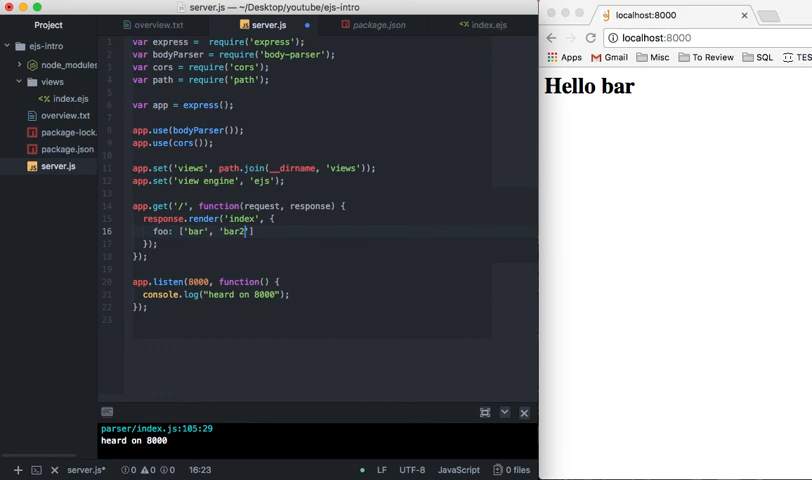 server.js — ~/Desktop/youtube/ejs-intro
Project
overview.txt
server.js
package.json
index.ejs
ejs-intro
node_modules
views
index.ejs
overview.txt
package-lock.
package.json
server.js
1 var express =  require('express');
2 var bodyParser = require('body-parser');
3 var cors = require('cors');
4 var path = require('path');
5
6 var app = express();
7
8 app.use(bodyParser());
9 app.use(cors());
10
11 app.set('views', path.join(__dirname, 'views'));
12 app.set('view engine', 'ejs');
13
14 app.get('/', function(request, response) {
15 response.render('index', {
16 foo: ['bar', 'bar2']
17 });
18 });
19
20 app.listen(8000, function() {
21 console.log("heard on 8000");
22 });
23
parser/index.js:105:29
heard on 8000
server.js* 0 0 0 16:23 LF UTF-8 JavaScript 0 files
localhost:8000
localhost:8000
Apps Gmail Misc To Review SQL TES
Hello bar